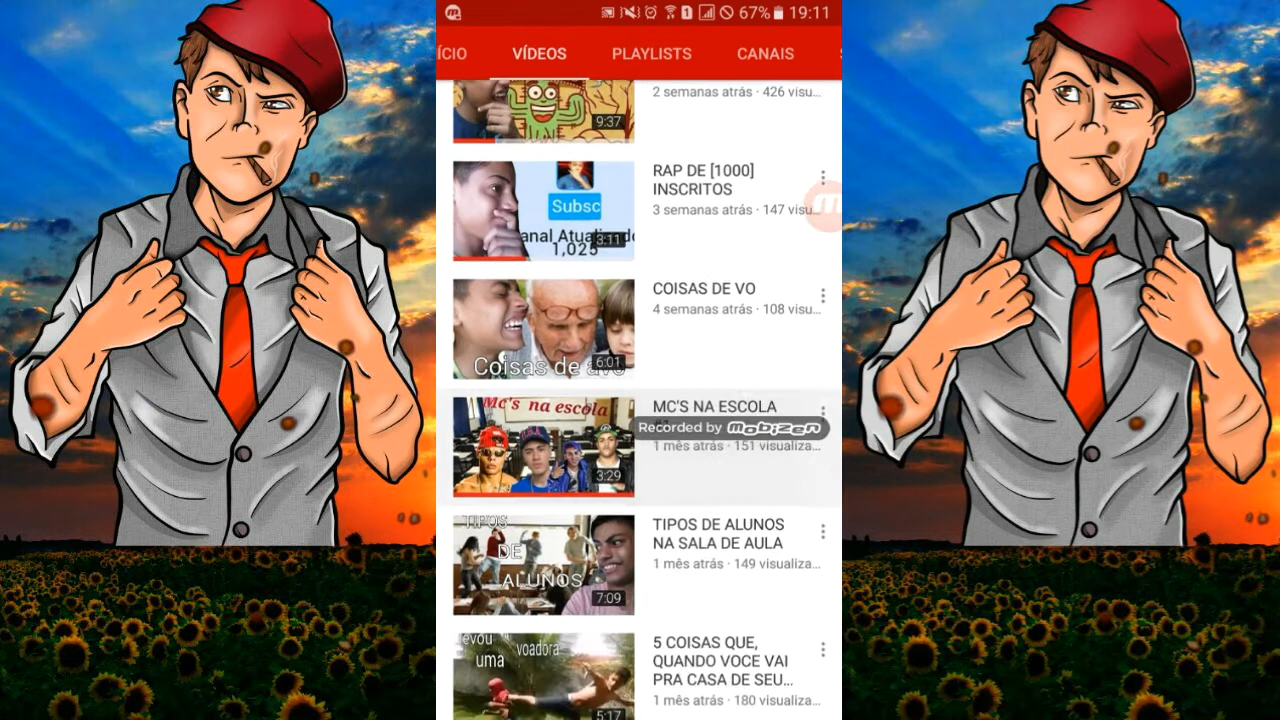 67% 19:11
ÍCIO VÍDEOS PLAYLISTS CANAIS
2 semanas atrás · 426 visu...
9:37
RAP DE [1000]
INSCRITOS
3 semanas atrás · 147 visu...
Subsc
anal
3:11
1,025
COISAS DE VO
4 semanas atrás · 108 visu...
Coisas de
6:01
Mc's na escola
MC'S NA ESCOLA
Recorded by Mobizen
1 mês atrás · 151 visualiza...
3:29
TIPOS
DE
ALUNOS
7:09
TIPOS DE ALUNOS
NA SALA DE AULA
1 mês atrás · 149 visualiza...
levou
uma voadora
5:17
5 COISAS QUE,
QUANDO VOCE VAI
PRA CASA DE SEU...
1 mês atrás · 180 visualiza...